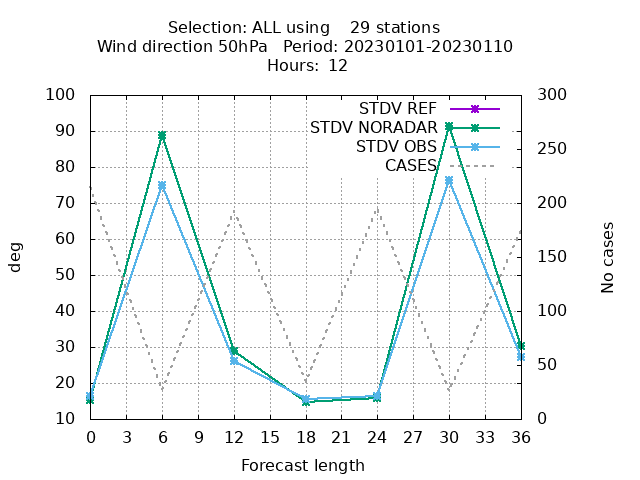 Selection: ALL using    29 stations
Wind direction 50hPa   Period: 20230101-20230110
Hours: 12
STDV REF
STDV NORADAR
STDV OBS
CASES
deg
100
90
80
70
60
50
40
30
20
10
No cases
300
250
200
150
100
50
0
0 3 6 9 12 15 18 21 24 27 30 33 36
Forecast length